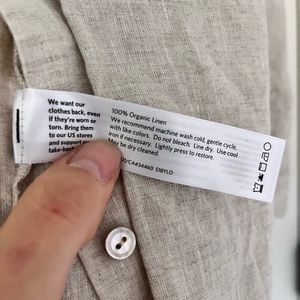 We want our
clothes back, even
if they're worn or
torn. Bring them
to our US stores
and support
100% Organic Linen
We recommend machine wash cold, gentle cycle,
with like colors. Do not bleach. Line dry. Use cool
iron if necessary. Lightly press to restore.
May be dry cleaned.